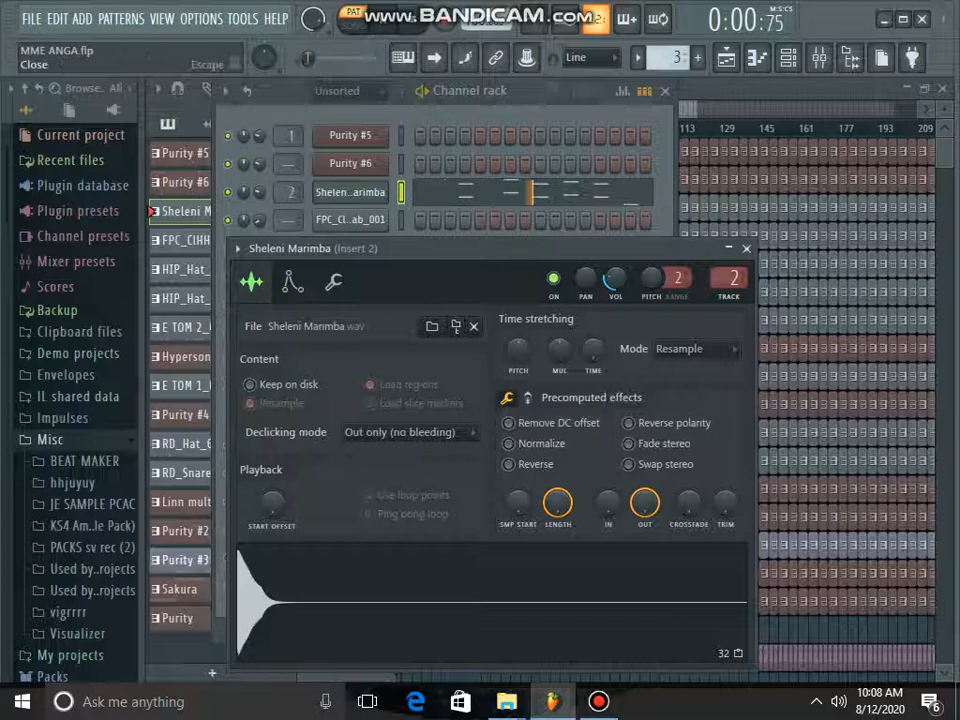 FILE EDIT ADD PATTERNS VIEW OPTIONS TOOLS HELP
PAT
www.BANDICAM.com
0:00:75
M:S:CS
MME ANGA.flp
Close
Escape
Line
3
Browse.. All
Unsorted
Channel rack
113 129 145 161 177 193 209
Current project
Recent files
Plugin database
Plugin presets
Channel presets
Mixer presets
Scores
Backup
Clipboard files
Demo projects
Envelopes
IL shared data
Impulses
Misc
BEAT MAKER
hhjuyuy
JE SAMPLE PCAC
KS4 Am..le Pack)
PACKS sv rec (2)
Used by..rojects
Used by..rojects
vigrrrr
Visualizer
My projects
Packs
Purity #5
Purity #6
Sheleni M
FPC_ClHH
HIP_Hat_
HIP_Hat_
E TOM 2_
Hyperson
E TOM 1_
Purity #4
RD_Hat_6
RD_Snare
Linn mult
Purity #2
Purity #3
Sakura
Purity
1 Purity #5
--- Purity #6
2 Shelen..arimba
--- FPC_Cl..ab_001
Sheleni Marimba (Insert 2)
ON PAN VOL PITCH RANGE TRACK
2
2
File Sheleni Marimba.wav
Content
Keep on disk
Load regions
Resample
Load slice markers
Declicking mode Out only (no bleeding)
Playback
START OFFSET
Use loop points
Ping pong loop
Time stretching
PITCH MUL TIME
Mode Resample
Precomputed effects
Remove DC offset
Reverse polarity
Normalize
Fade stereo
Reverse
Swap stereo
SMP START LENGTH IN OUT CROSSFADE TRIM
32
Ask me anything
10:08 AM
8/12/2020
6